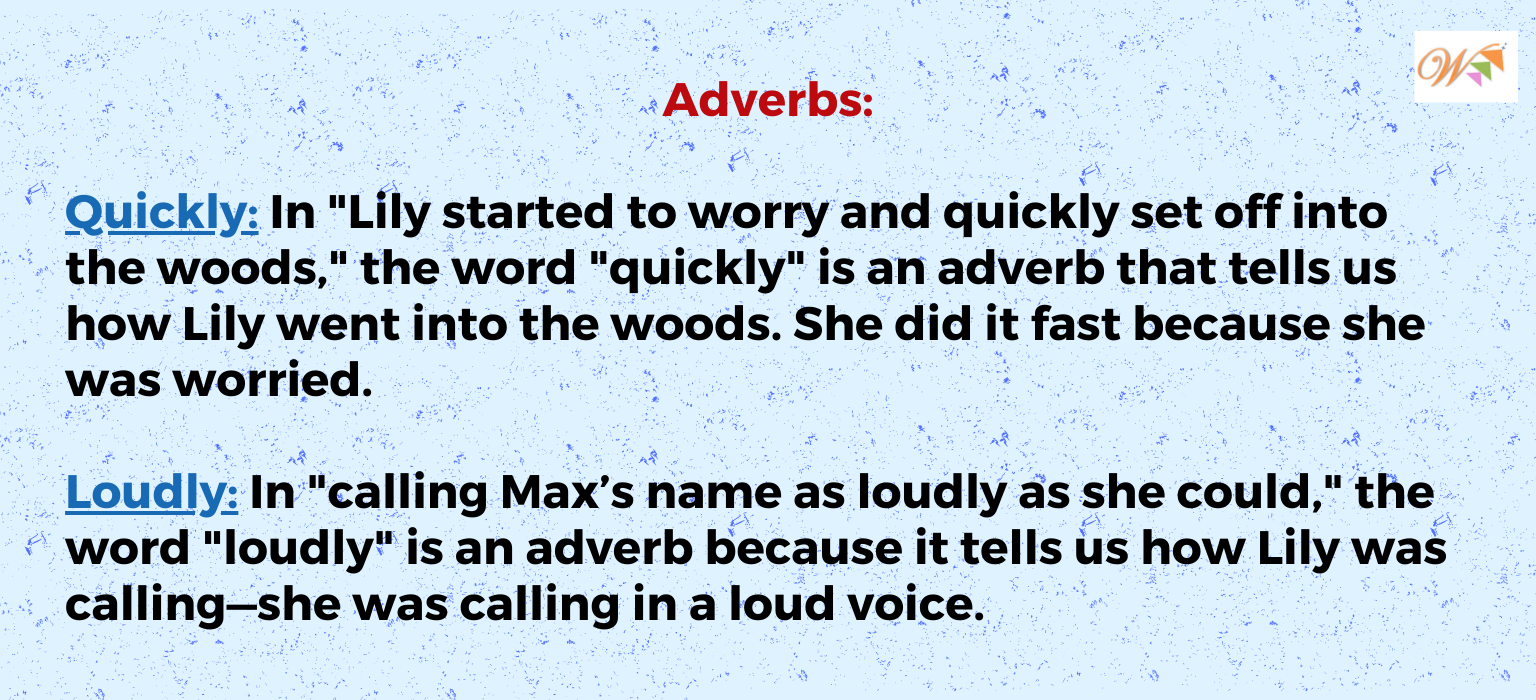 W
Adverbs:
Quickly: In "Lily started to worry and quickly set off into
the woods," the word "quickly" is an adverb that tells us
how Lily went into the woods. She did it fast because she
was worried.
Loudly: In "calling Max’s name as loudly as she could," the
word "loudly" is an adverb because it tells us how Lily was
calling—she was calling in a loud voice.